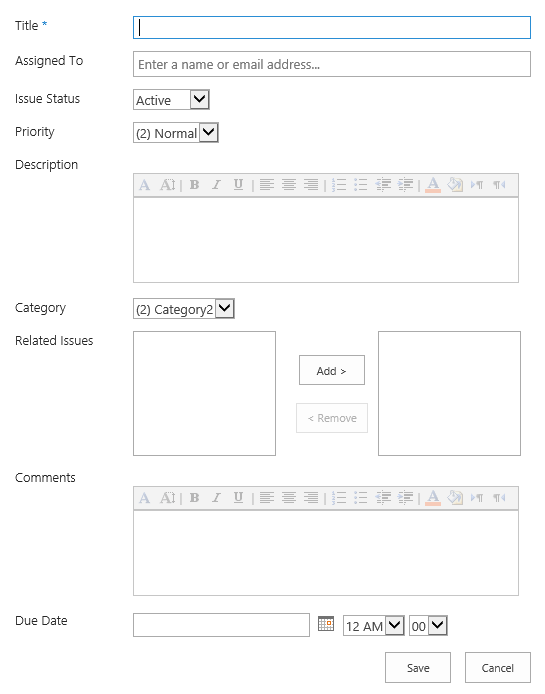 Title *
Assigned To
Enter a name or email address...
Issue Status
Active
Priority
(2) Normal
Description
A A | B I U | | A ¶ ¶
Category
(2) Category2
Related Issues
Add >
< Remove
Comments
A A | B I U | | A ¶ ¶
Due Date
12 AM 00
Save Cancel